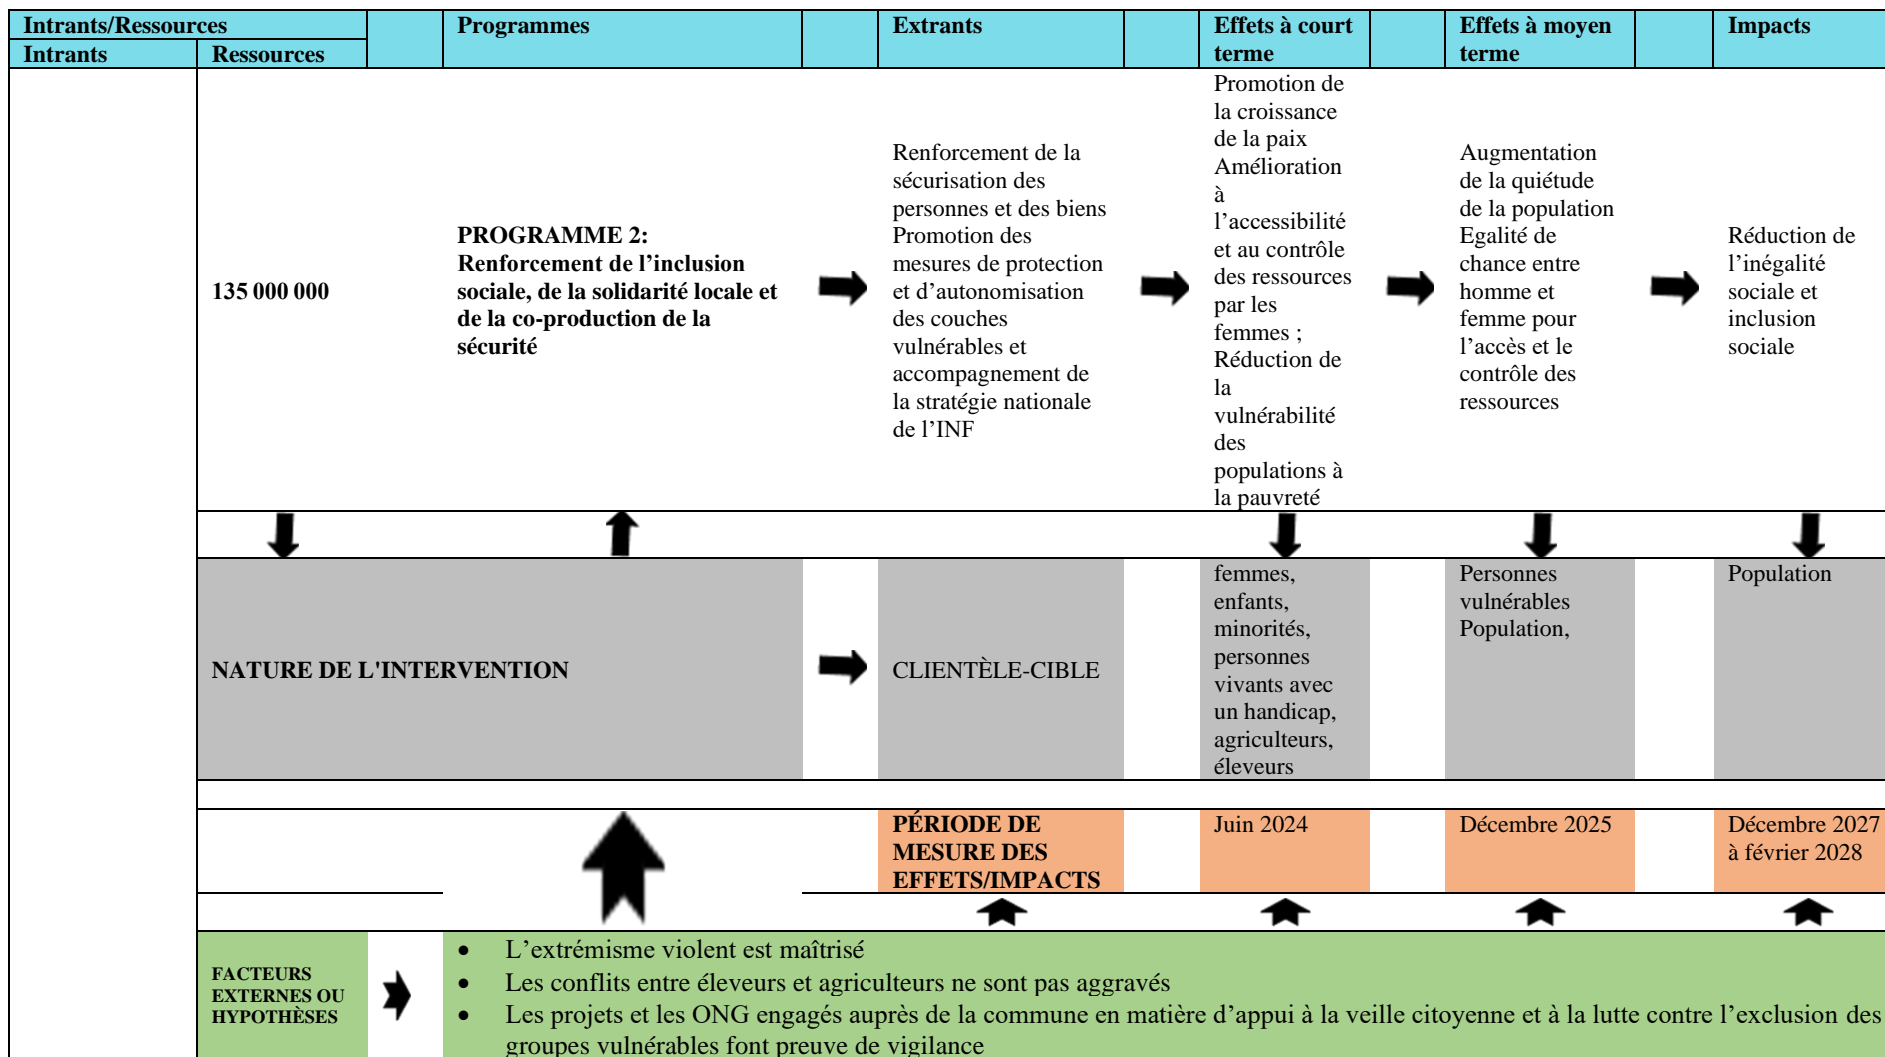 Intrants/Ressources
Intrants
Ressources
Programmes
Extrants
Effets à court
terme
Effets à moyen
terme
Impacts
135 000 000
PROGRAMME 2:
Renforcement de l’inclusion
sociale, de la solidarité locale et
de la co-production de la
sécurité
Renforcement de la
sécurisation des
personnes et des biens
Promotion des
mesures de protection
et d’autonomisation
des couches
vulnérables et
accompagnement de
la stratégie nationale
de l’INF
Promotion de
la croissance
de la paix
Amélioration
à
l’accessibilité
et au contrôle
des ressources
par les
femmes ;
Réduction de
la
vulnérabilité
des
populations à
la pauvreté
Augmentation
de la quiétude
de la population
Egalité de
chance entre
homme et
femme pour
l’accès et le
contrôle des
ressources
Réduction de
l’inégalité
sociale et
inclusion
sociale
NATURE DE L'INTERVENTION
CLIENTÈLE-CIBLE
femmes,
enfants,
minorités,
personnes
vivants avec
un handicap,
agriculteurs,
éleveurs
Personnes
vulnérables
Population,
Population
PÉRIODE DE
MESURE DES
EFFETS/IMPACTS
Juin 2024
Décembre 2025
Décembre 2027
à février 2028
FACTEURS
EXTERNES OU
HYPOTHÈSES
• L’extrémisme violent est maîtrisé
• Les conflits entre éleveurs et agriculteurs ne sont pas aggravés
• Les projets et les ONG engagés auprès de la commune en matière d’appui à la veille citoyenne et à la lutte contre l’exclusion des
groupes vulnérables font preuve de vigilance